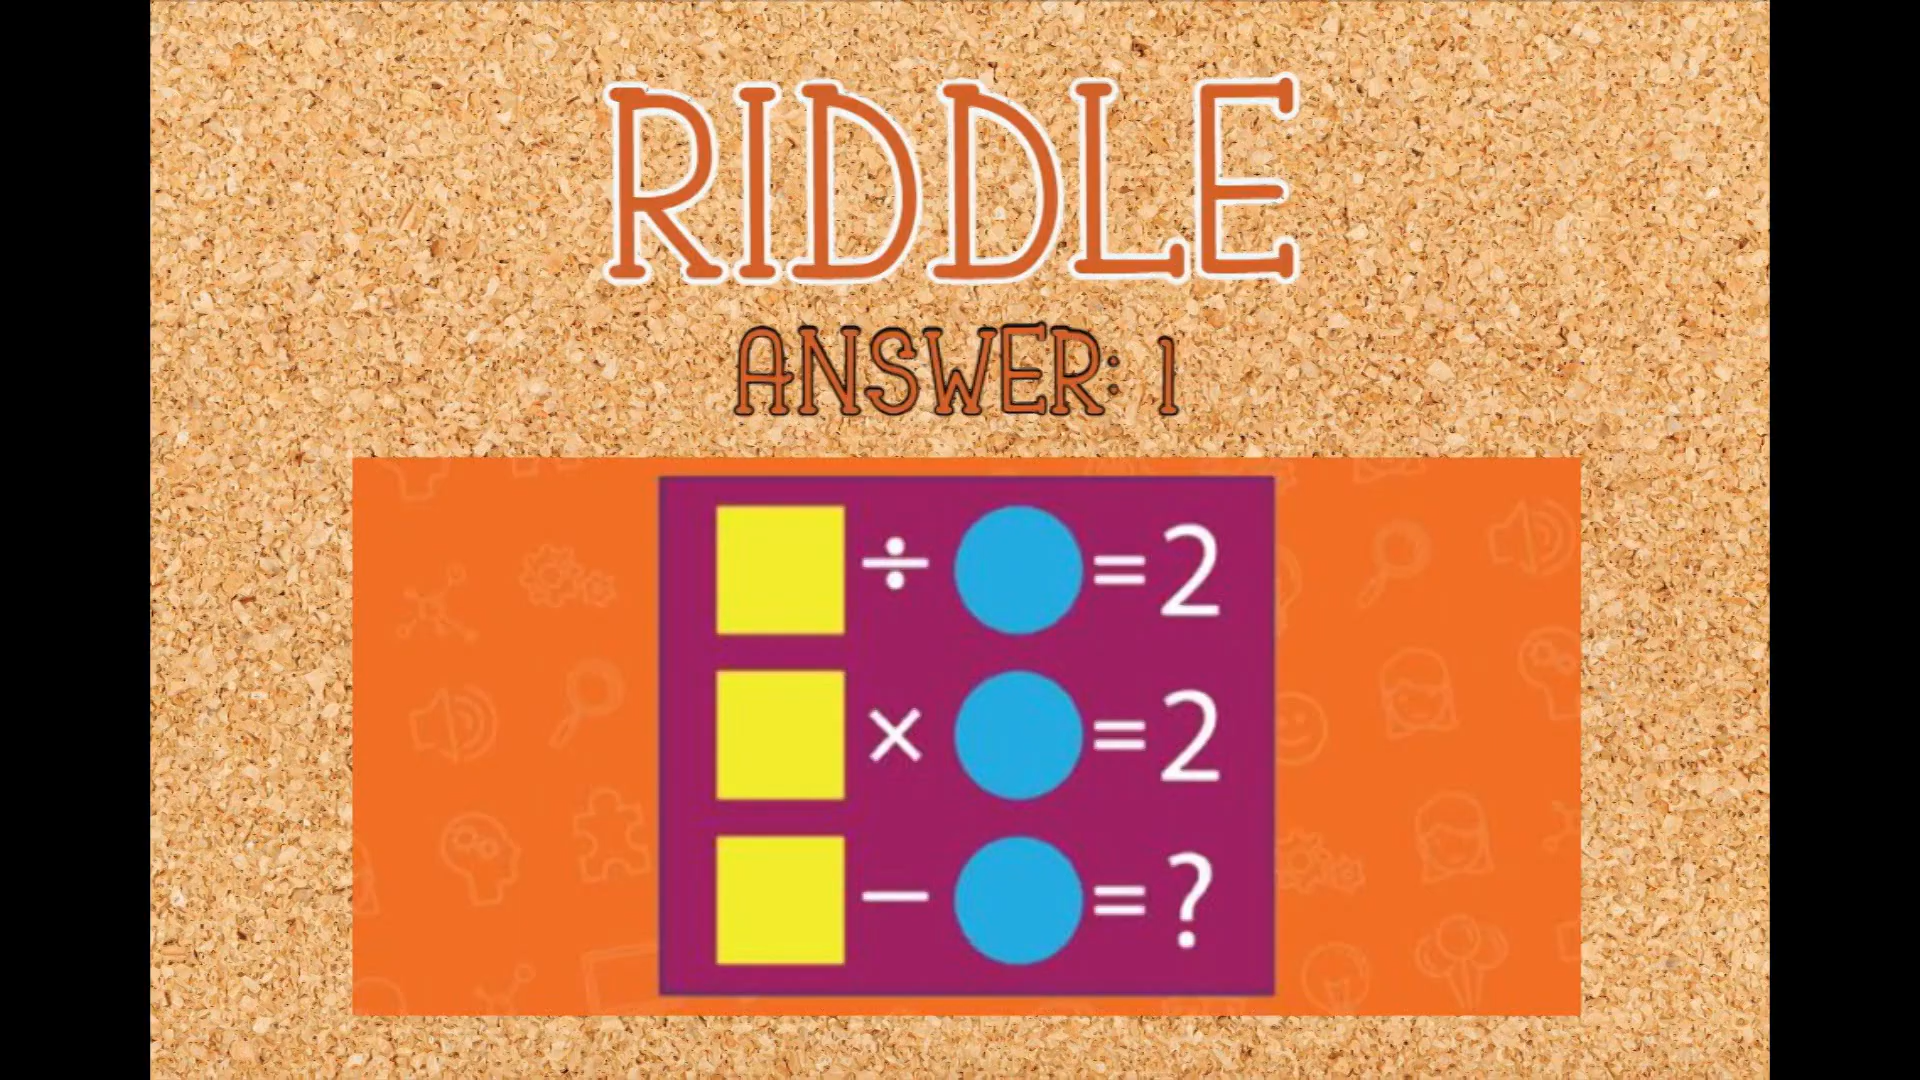 RIDDLE
ANSWER: 1
÷ = 2
× = 2
− = ?